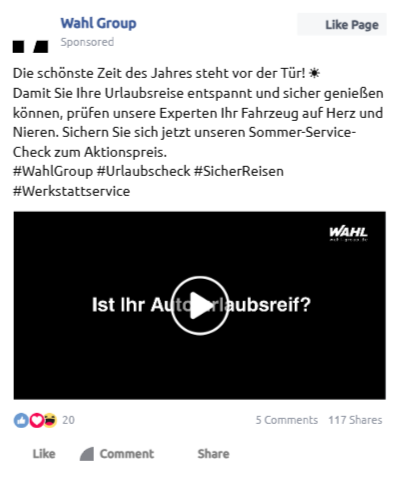 Wahl Group
Like Page
Sponsored
Die schönste Zeit des Jahres steht vor der Tür! ☀
Damit Sie Ihre Urlaubsreise entspannt und sicher genießen
können, prüfen unsere Experten Ihr Fahrzeug auf Herz und
Nieren. Sichern Sie sich jetzt unseren Sommer-Service-
Check zum Aktionspreis.
#WahlGroup #Urlaubscheck #SicherReisen
#Werkstattservice
WAHL
Ist Ihr Auto urlaubsreif?
20
5 Comments 117 Shares
Like Comment Share